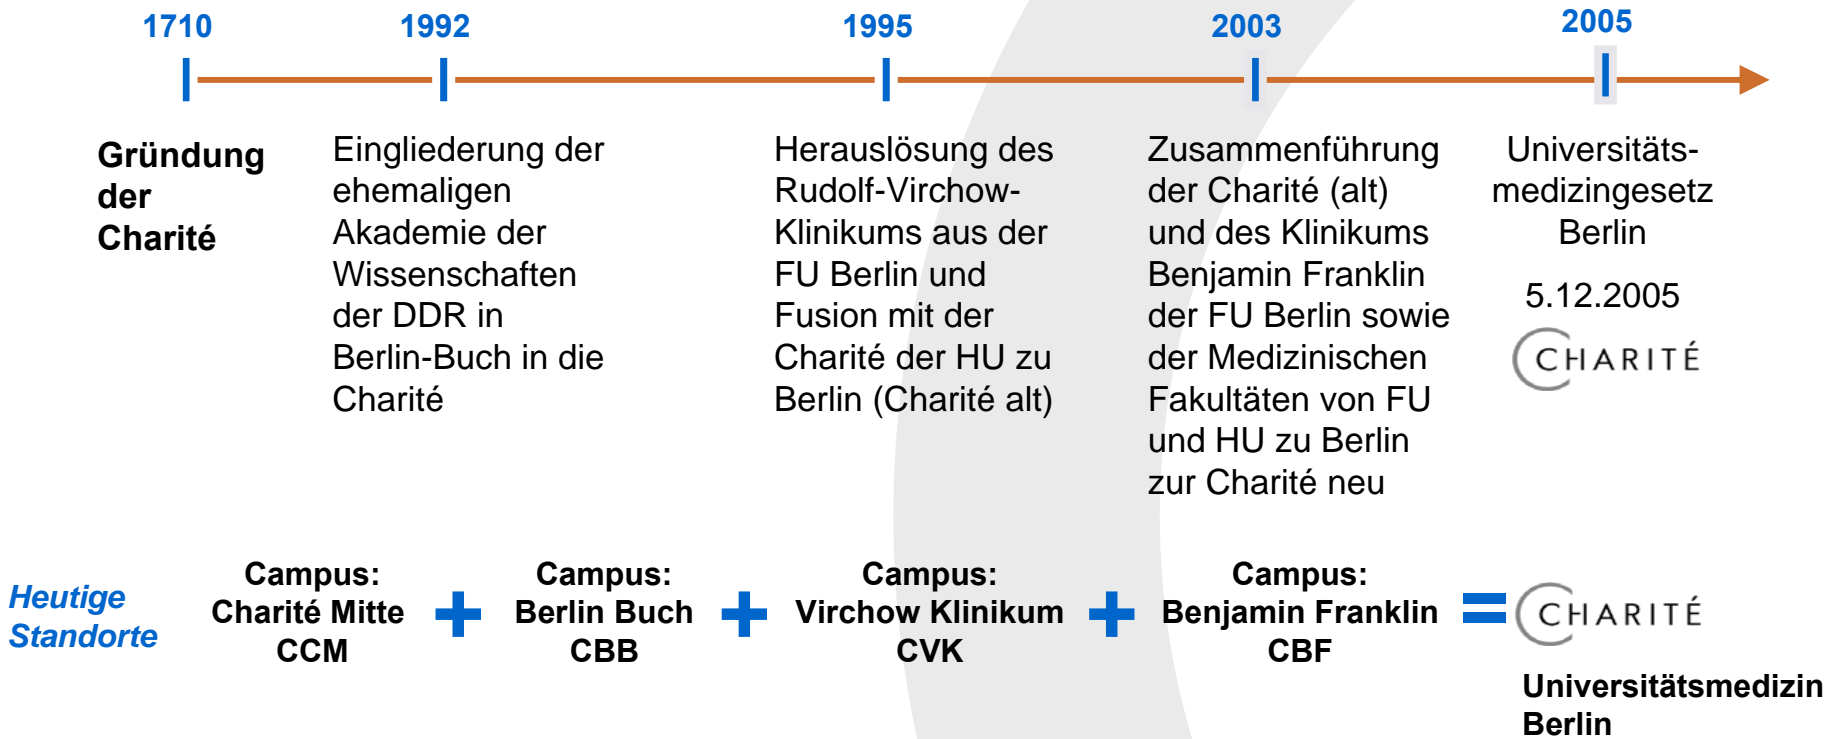 1710
1992
1995
2003
2005
Gründung
der
Charité
Eingliederung der
ehemaligen
Akademie der
Wissenschaften
der DDR in
Berlin-Buch in die
Charité
Herauslösung des
Rudolf-Virchow-
Klinikums aus der
FU Berlin und
Fusion mit der
Charité der HU zu
Berlin (Charité alt)
Zusammenführung
der Charité (alt)
und des Klinikums
Benjamin Franklin
der FU Berlin sowie
der Medizinischen
Fakultäten von FU
und HU zu Berlin
zur Charité neu
Universitäts-
medizingesetz
Berlin
5.12.2005
CHARITÉ
Heutige
Standorte
Campus:
Charité Mitte
CCM
+
Campus:
Berlin Buch
CBB
+
Campus:
Virchow Klinikum
CVK
+
Campus:
Benjamin Franklin
CBF
=
CHARITÉ
Universitätsmedizin
Berlin